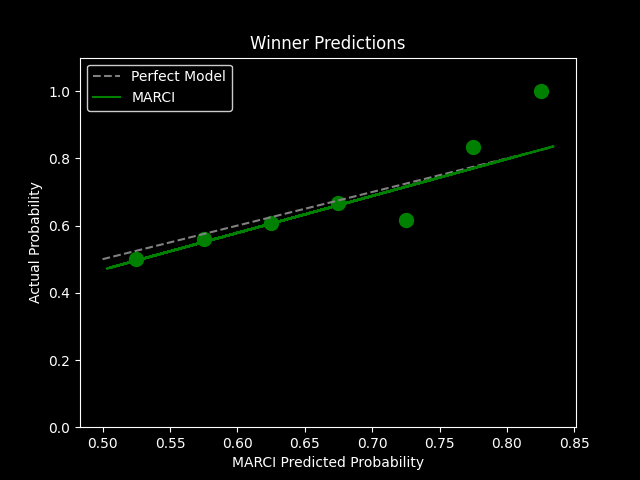 Winner Predictions
Perfect Model
MARCI
1.0
0.8
0.6
0.4
0.2
0.0
Actual Probability
0.50 0.55 0.60 0.65 0.70 0.75 0.80 0.85
MARCI Predicted Probability